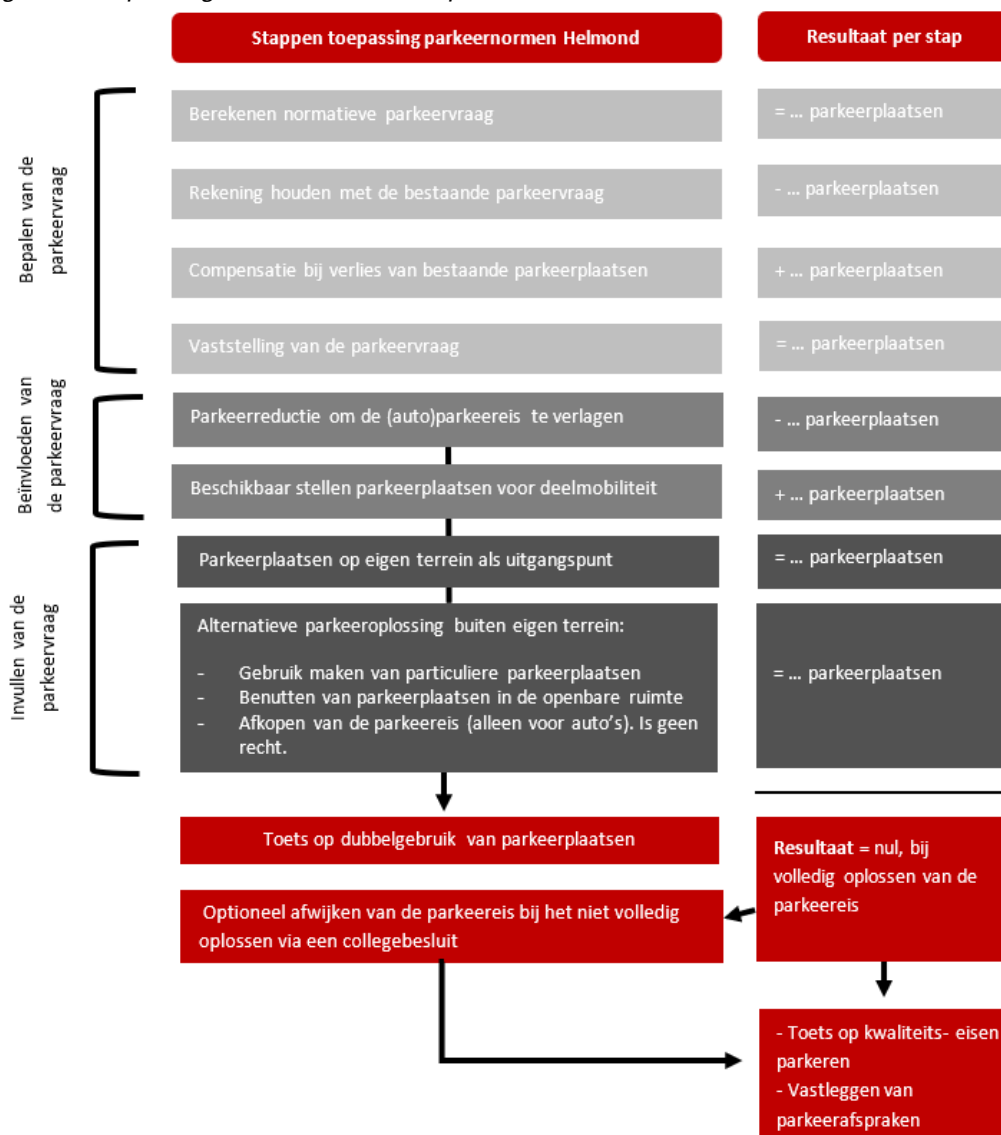 Stappen toepassing parkeernormen Helmond
Resultaat per stap
Bepalen van de
parkeervraag
Berekenen normatieve parkeervraag
= ... parkeerplaatsen
Rekening houden met de bestaande parkeervraag
- ... parkeerplaatsen
Compensatie bij verlies van bestaande parkeerplaatsen
+ ... parkeerplaatsen
Vaststelling van de parkeervraag
= ... parkeerplaatsen
Beïnvloeden van
de parkeervraag
Parkeerreductie om de (auto)parkeereis te verlagen
- ... parkeerplaatsen
Beschikbaar stellen parkeerplaatsen voor deelmobiliteit
+ ... parkeerplaatsen
Invullen van de
parkeervraag
Parkeerplaatsen op eigen terrein als uitgangspunt
= ... parkeerplaatsen
Alternatieve parkeeroplossing buiten eigen terrein:
- Gebruik maken van particuliere parkeerplaatsen
- Benutten van parkeerplaatsen in de openbare ruimte
- Afkopen van de parkeereis (alleen voor auto's). Is geen
recht.
= ... parkeerplaatsen
Toets op dubbelgebruik van parkeerplaatsen
Optioneel afwijken van de parkeereis bij het niet volledig
oplossen via een collegebesluit
Resultaat = nul, bij
volledig oplossen van de
parkeereis
- Toets op kwaliteits- eisen
parkeren
- Vastleggen van
parkeerafspraken